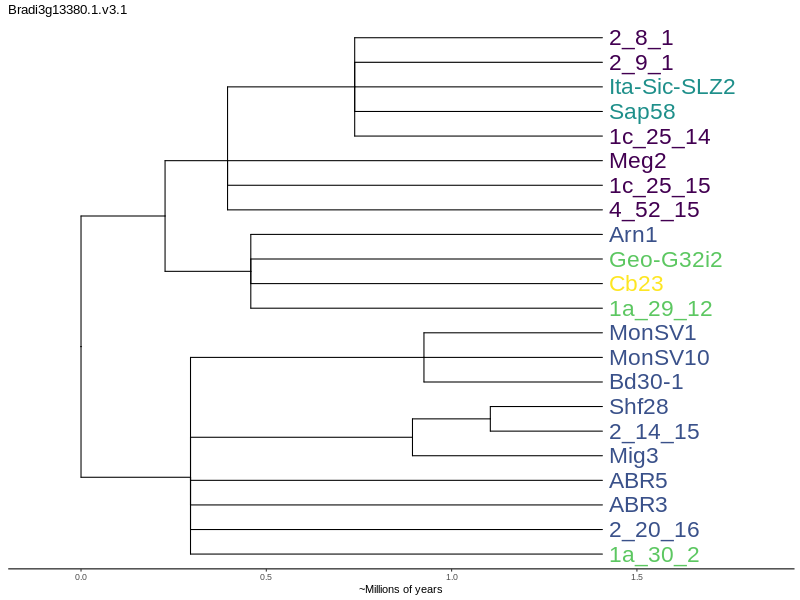 Bradi3g13380.1.v3.1
2_8_1
2_9_1
Ita-Sic-SLZ2
Sap58
1c_25_14
Meg2
1c_25_15
4_52_15
Arn1
Geo-G32i2
Cb23
1a_29_12
MonSV1
MonSV10
Bd30-1
Shf28
2_14_15
Mig3
ABR5
ABR3
2_20_16
1a_30_2
0.0 0.5 1.0 1.5
~Millions of years